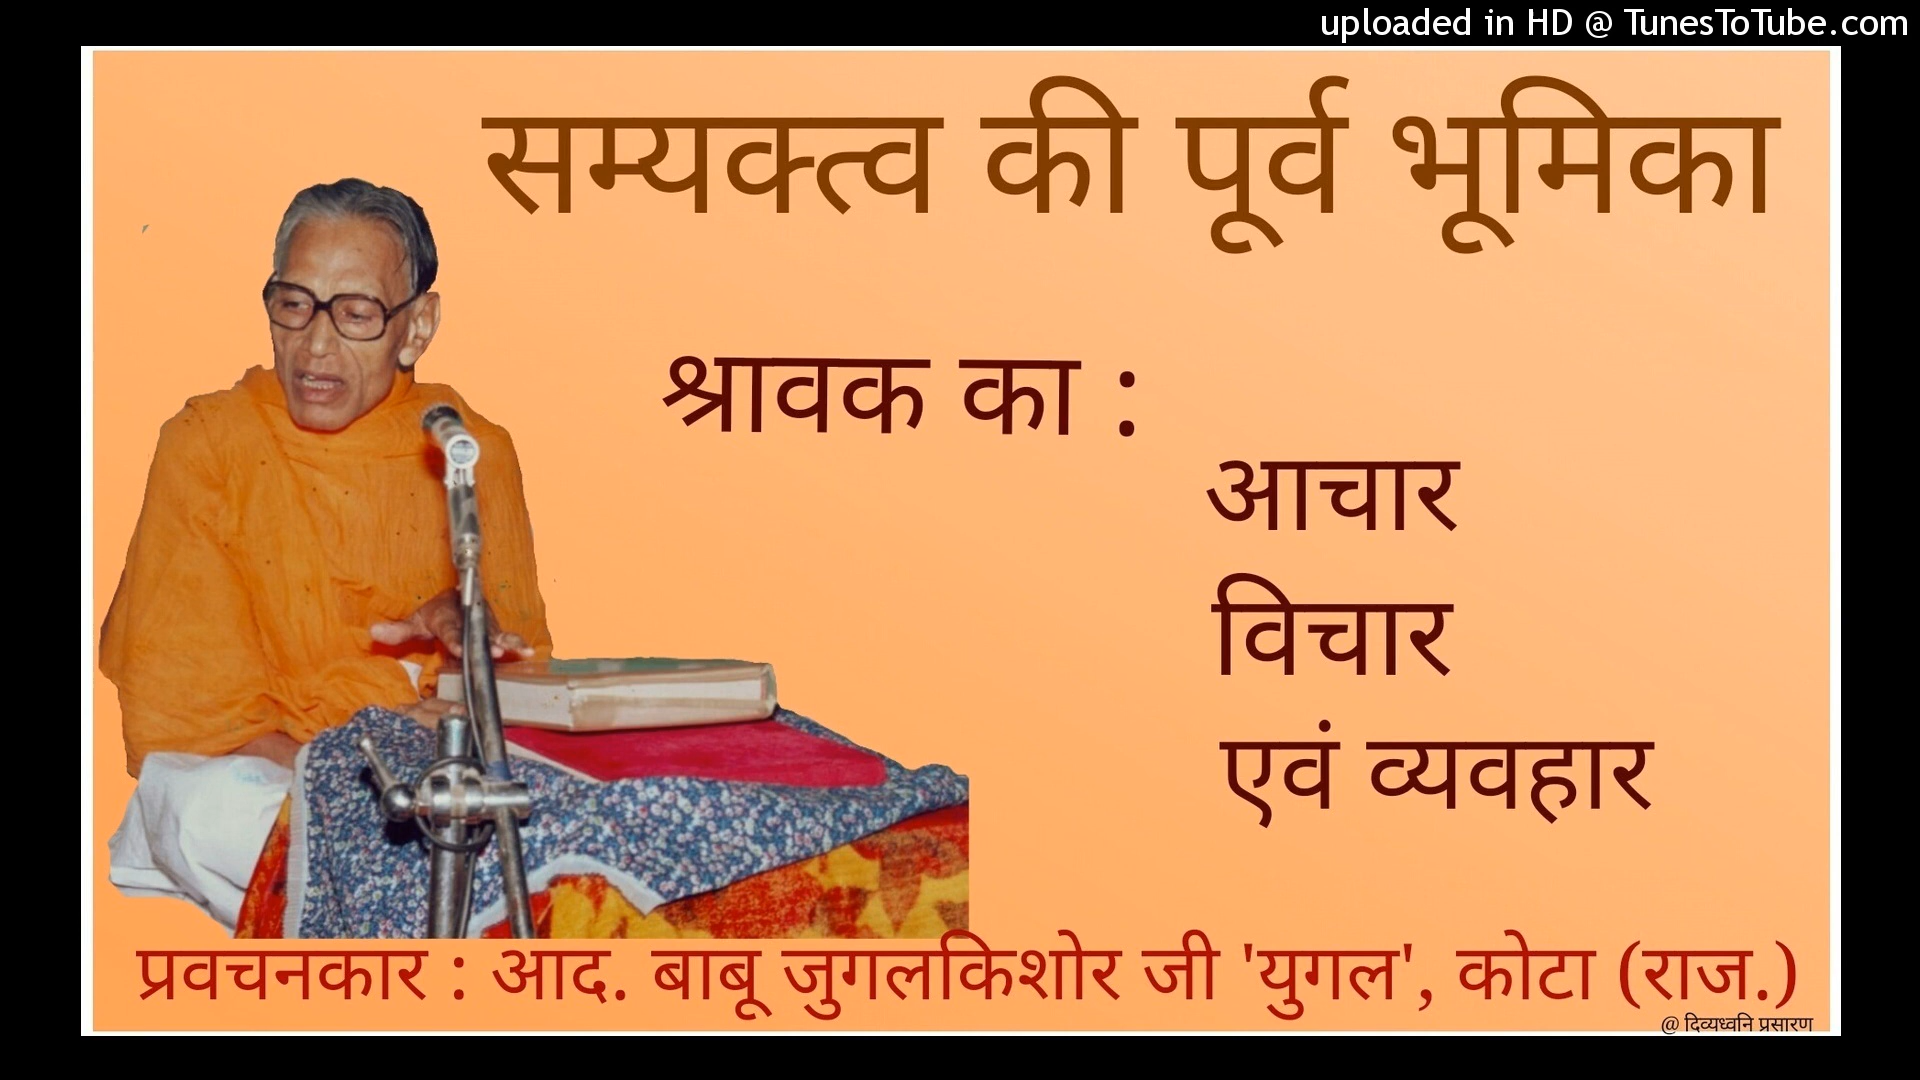 uploaded in HD @ TunesToTube.com
सम्यक्त्व की पूर्व भूमिका
श्रावक का :
आचार
विचार
एवं व्यवहार
प्रवचनकार : आद. बाबू जुगलकिशोर जी 'युगल', कोटा (राज.)
@ दिव्यध्वनि प्रसारण